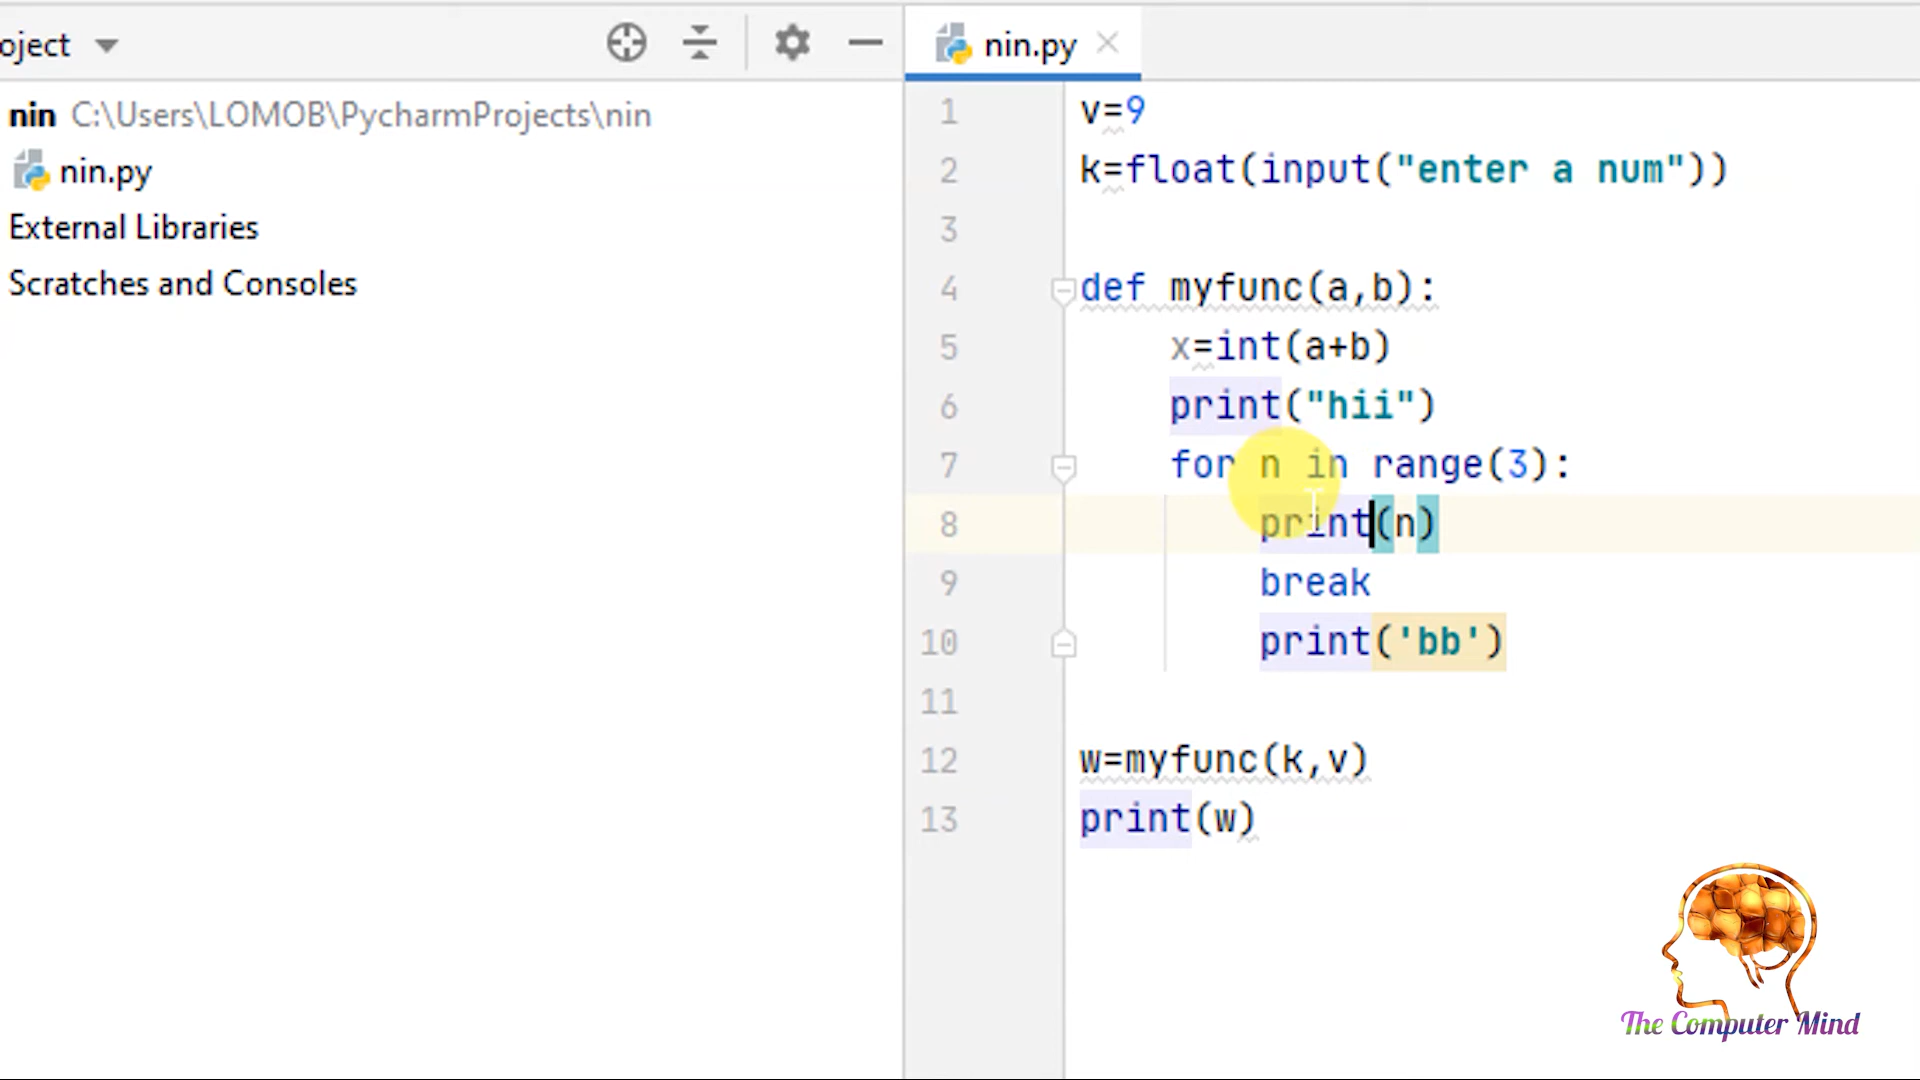 oject
nin C:\Users\LOMOB\PycharmProjects\nin
nin.py
External Libraries
Scratches and Consoles
nin.py
1 v=9
2 k=float(input("enter a num"))
3
4 def myfunc(a,b):
5 x=int(a+b)
6 print("hii")
7 for n in range(3):
8 print(n)
9 break
10 print('bb')
11
12 w=myfunc(k,v)
13 print(w)
The Computer Mind